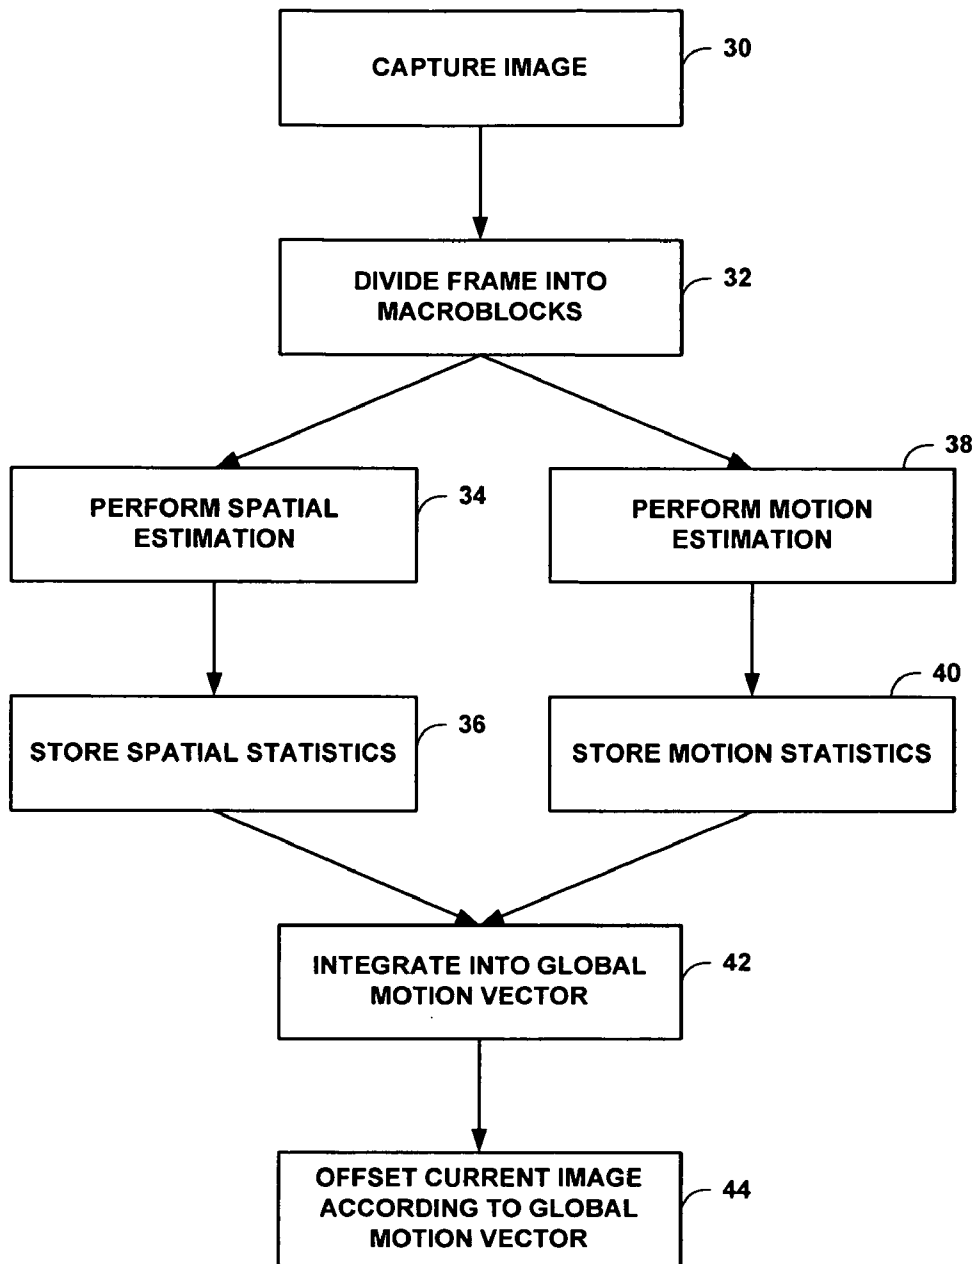 CAPTURE IMAGE
30
DIVIDE FRAME INTO
MACROBLOCKS
32
PERFORM SPATIAL
ESTIMATION
34
PERFORM MOTION
ESTIMATION
38
STORE SPATIAL STATISTICS
36
STORE MOTION STATISTICS
40
INTEGRATE INTO GLOBAL
MOTION VECTOR
42
OFFSET CURRENT IMAGE
ACCORDING TO GLOBAL
MOTION VECTOR
44